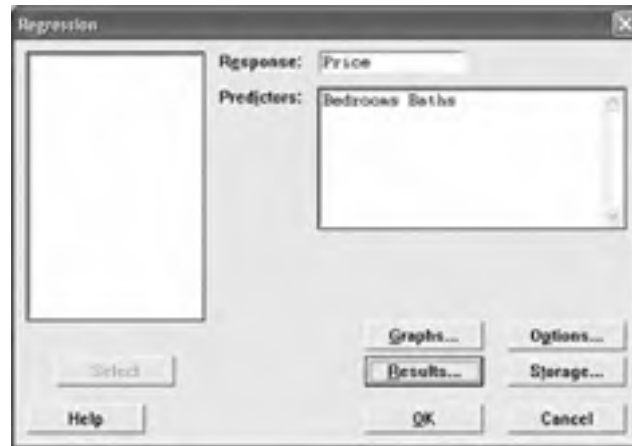 Regression
Response: Price
Predictors: Bedrooms Baths
Graphs... Options...
Select Results... Storage...
Help OK Cancel